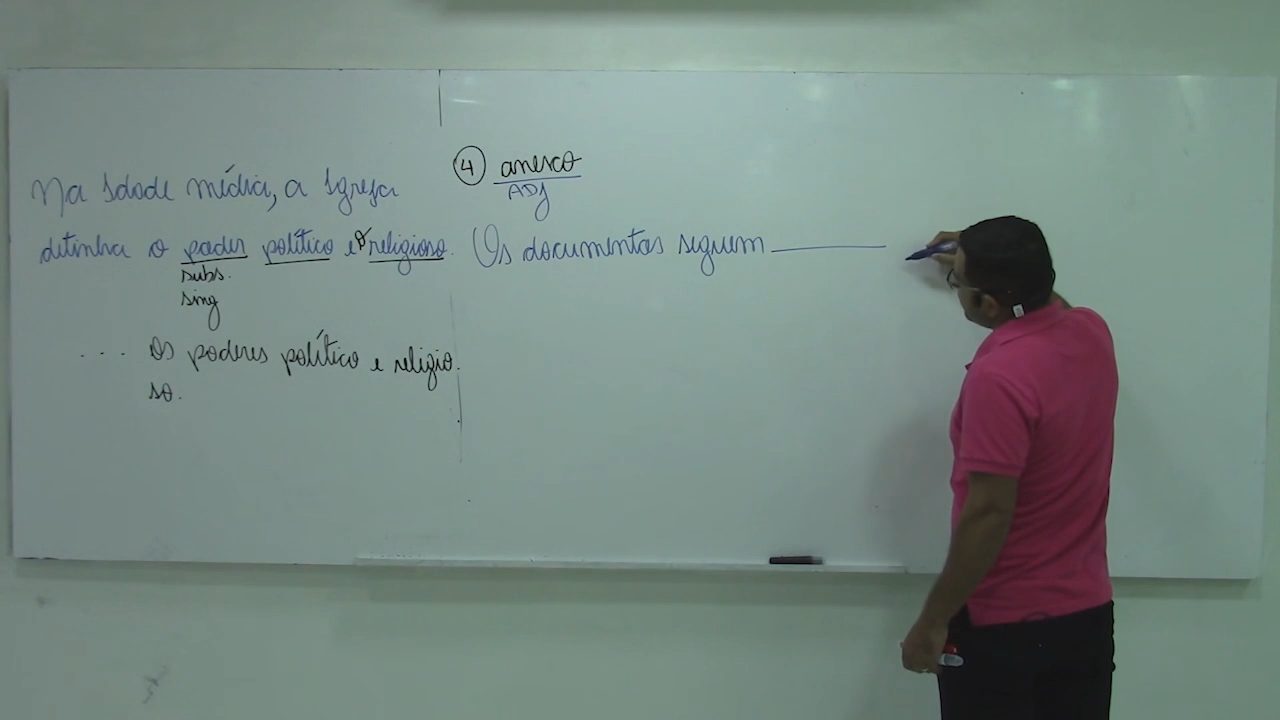 Na Idade média, a Igreja
detinha o poder político e o religioso.
subs.
sing
... os poderes político e religio.
so.
4 anexo
ADJ
Os documentos seguem